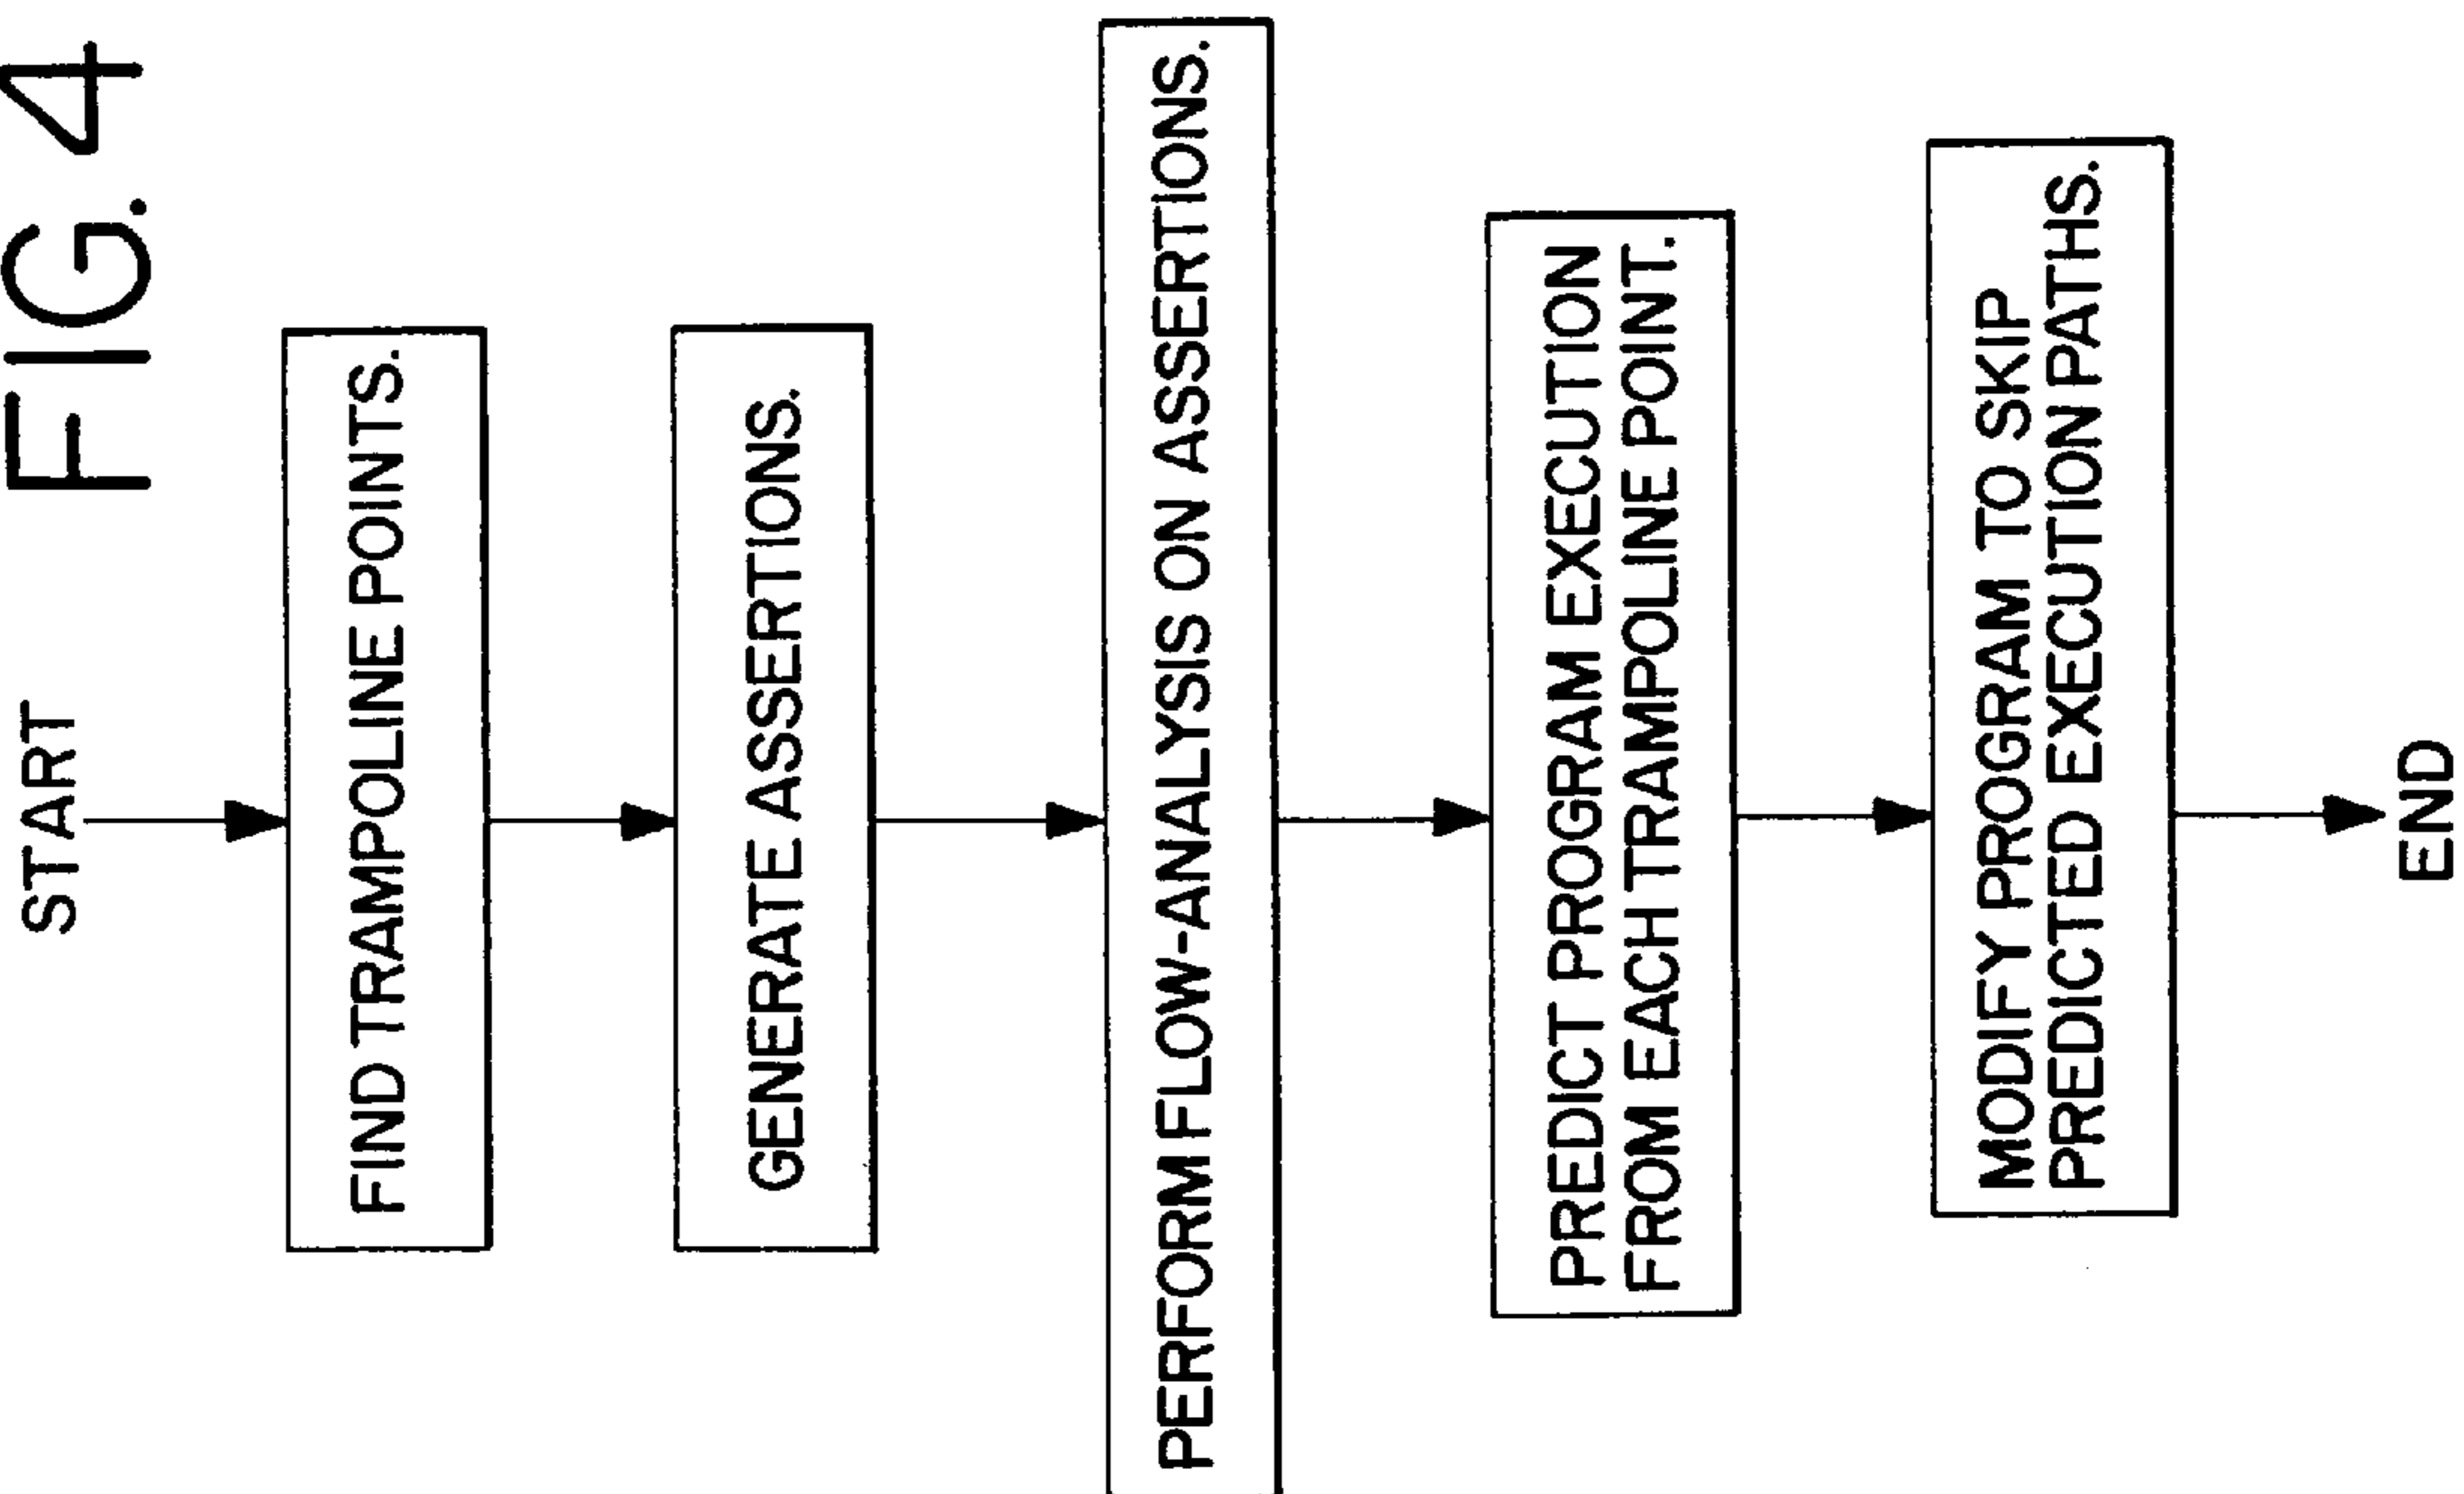 FIG. 4
START
FIND TRAMPOLINE POINTS.
GENERATE ASSERTIONS.
PERFORM FLOW-ANALYSIS ON ASSERTIONS.
PREDICT PROGRAM EXECUTION
FROM EACH TRAMPOLINE POINT.
MODIFY PROGRAM TO SKIP
PREDICTED EXECUTION PATHS.
END